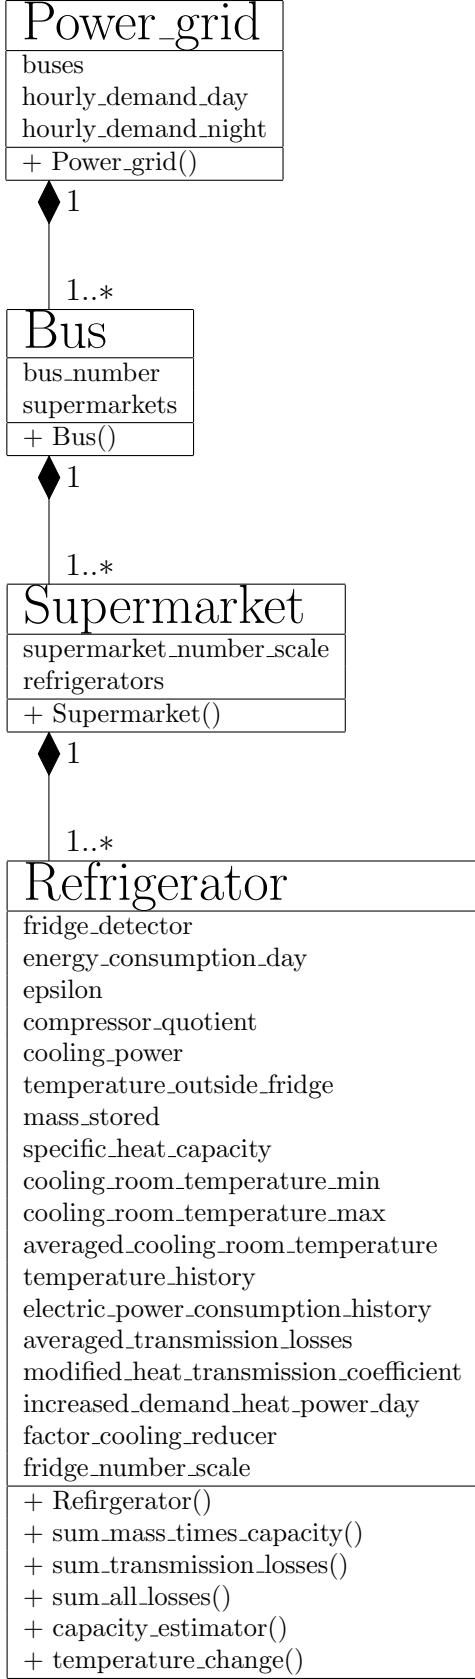 Power_grid
buses
hourly_demand_day
hourly_demand_night
+ Power_grid()
1
1..*
Bus
bus_number
supermarkets
+ Bus()
1
1..*
Supermarket
supermarket_number_scale
refrigerators
+ Supermarket()
1
1..*
Refrigerator
fridge_detector
energy_consumption_day
epsilon
compressor_quotient
cooling_power
temperature_outside_fridge
mass_stored
specific_heat_capacity
cooling_room_temperature_min
cooling_room_temperature_max
averaged_cooling_room_temperature
temperature_history
electric_power_consumption_history
averaged_transmission_losses
modified_heat_transmission_coefficient
increased_demand_heat_power_day
factor_cooling_reducer
fridge_number_scale
+ Refirgerator()
+ sum_mass_times_capacity()
+ sum_transmission_losses()
+ sum_all_losses()
+ capacity_estimator()
+ temperature_change()